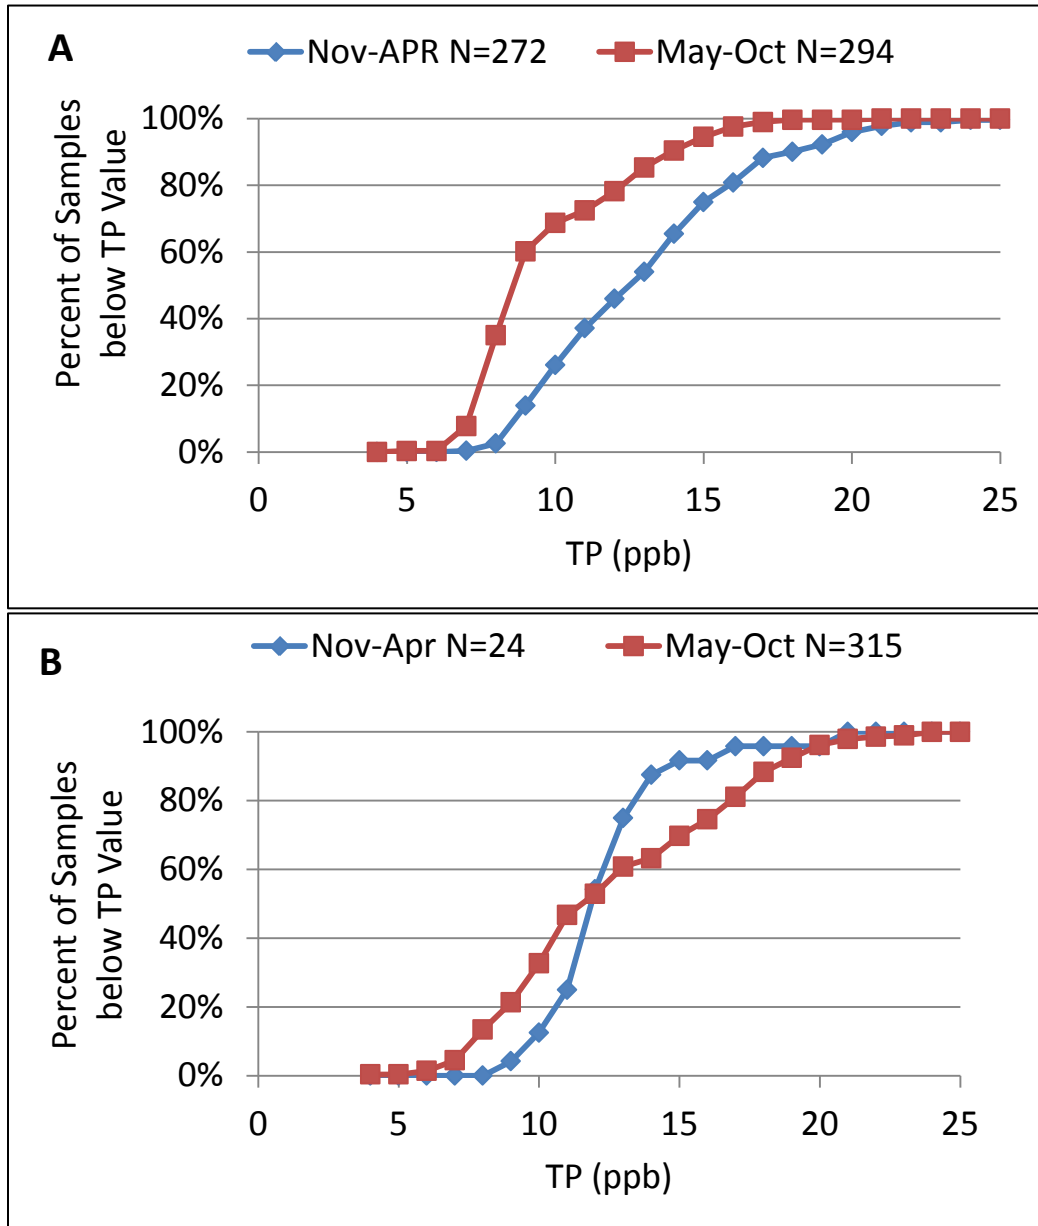 A
Nov-APR N=272
May-Oct N=294
Percent of Samples
below TP Value
100%
80%
60%
40%
20%
0%
0 5 10 15 20 25
TP (ppb)
B
Nov-Apr N=24
May-Oct N=315
Percent of Samples
below TP Value
100%
80%
60%
40%
20%
0%
0 5 10 15 20 25
TP (ppb)